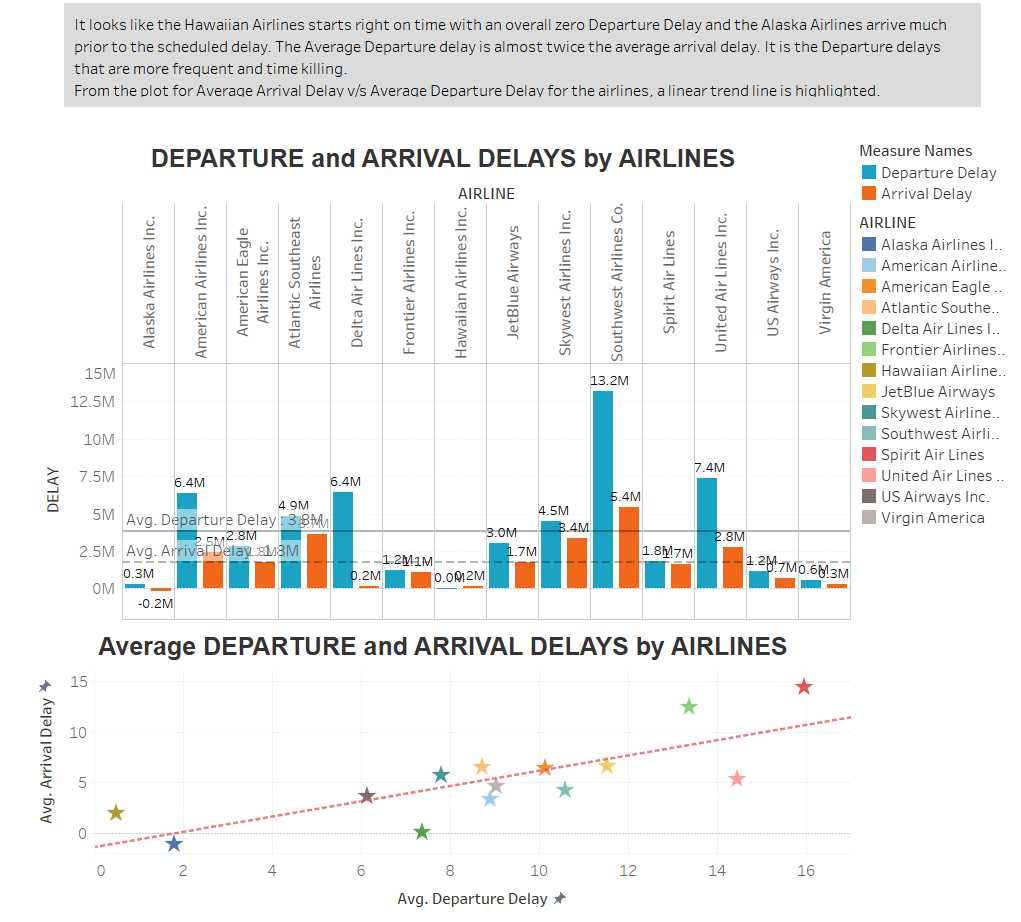 It looks like the Hawaiian Airlines starts right on time with an overall zero Departure Delay and the Alaska Airlines arrive much
prior to the scheduled delay. The Average Departure delay is almost twice the average arrival delay. It is the Departure delays
that are more frequent and time killing.
From the plot for Average Arrival Delay v/s Average Departure Delay for the airlines, a linear trend line is highlighted.
DEPARTURE and ARRIVAL DELAYS by AIRLINES
AIRLINE
Alaska Airlines Inc.
American Airlines Inc.
American Eagle
Airlines Inc.
Atlantic Southeast
Airlines
Delta Air Lines Inc.
Frontier Airlines Inc.
Hawaiian Airlines Inc.
JetBlue Airways
Skywest Airlines Inc.
Southwest Airlines Co.
Spirit Air Lines
United Air Lines Inc.
US Airways Inc.
Virgin America
DELAY
15M
12.5M
10M
7.5M
5M
2.5M
0M
0.3M
-0.2M
6.4M
2.5M
2.8M
1.8M
4.9M
3.7M
6.4M
0.2M
1.2M
1.1M
0.0M
0.2M
3.0M
1.7M
4.5M
3.4M
13.2M
5.4M
1.8M
1.7M
7.4M
2.8M
1.2M
0.7M
0.6M
0.3M
Avg. Departure Delay : 3.8M
Avg. Arrival Delay : 1.8M
Measure Names
Departure Delay
Arrival Delay
AIRLINE
Alaska Airlines I..
American Airline..
American Eagle ..
Atlantic Southe..
Delta Air Lines I..
Frontier Airlines..
Hawaiian Airline..
JetBlue Airways
Skywest Airline..
Southwest Airli..
Spirit Air Lines
United Air Lines ..
US Airways Inc.
Virgin America
Average DEPARTURE and ARRIVAL DELAYS by AIRLINES
Avg. Arrival Delay
15
10
5
0
0 2 4 6 8 10 12 14 16
Avg. Departure Delay